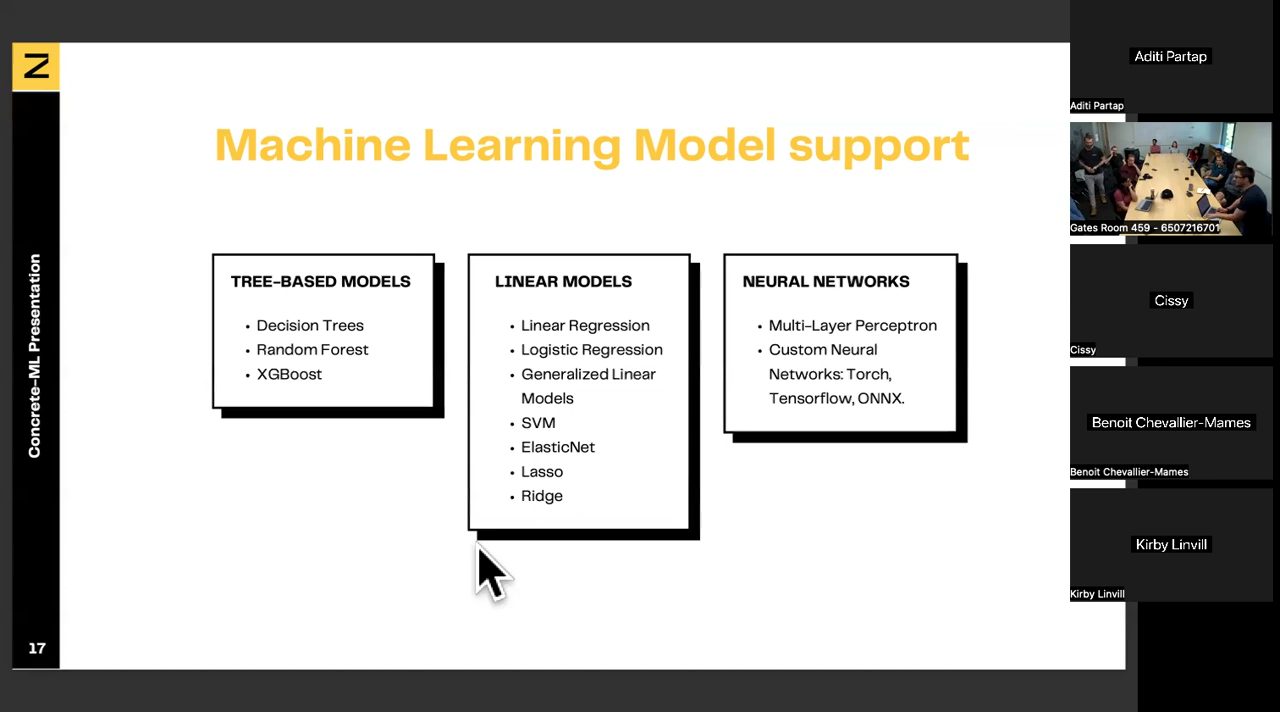 Machine Learning Model support
TREE-BASED MODELS
• Decision Trees
• Random Forest
• XGBoost
LINEAR MODELS
• Linear Regression
• Logistic Regression
• Generalized Linear
Models
• SVM
• ElasticNet
• Lasso
• Ridge
NEURAL NETWORKS
• Multi-Layer Perceptron
• Custom Neural
Networks: Torch,
Tensorflow, ONNX.
Concrete-ML Presentation
17
Aditi Partap
Aditi Partap
Gates Room 459 - 6507216701
Cissy
Cissy
Benoit Chevallier-Mames
Benoit Chevallier-Mames
Kirby Linvill
Kirby Linvill